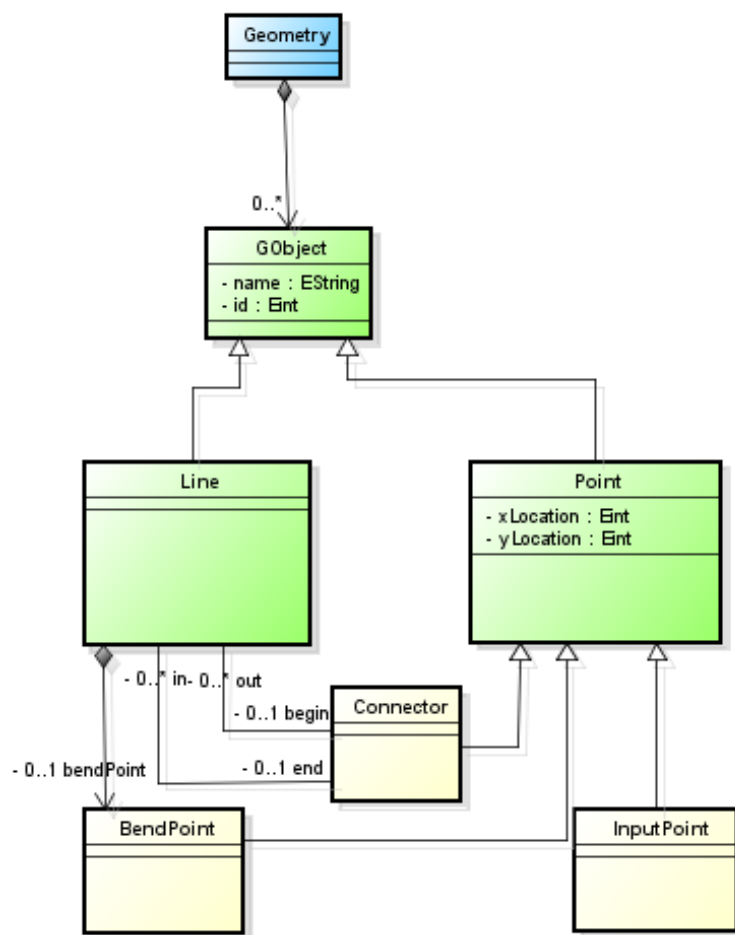 Geometry
0..*
GObject
- name : EString
- id : Eint
Line
Point
- xLocation : Eint
- yLocation : Eint
- 0..* in
- 0..* out
- 0..1 begin
Connector
- 0..1 end
- 0..1 bendPoint
BendPoint
InputPoint